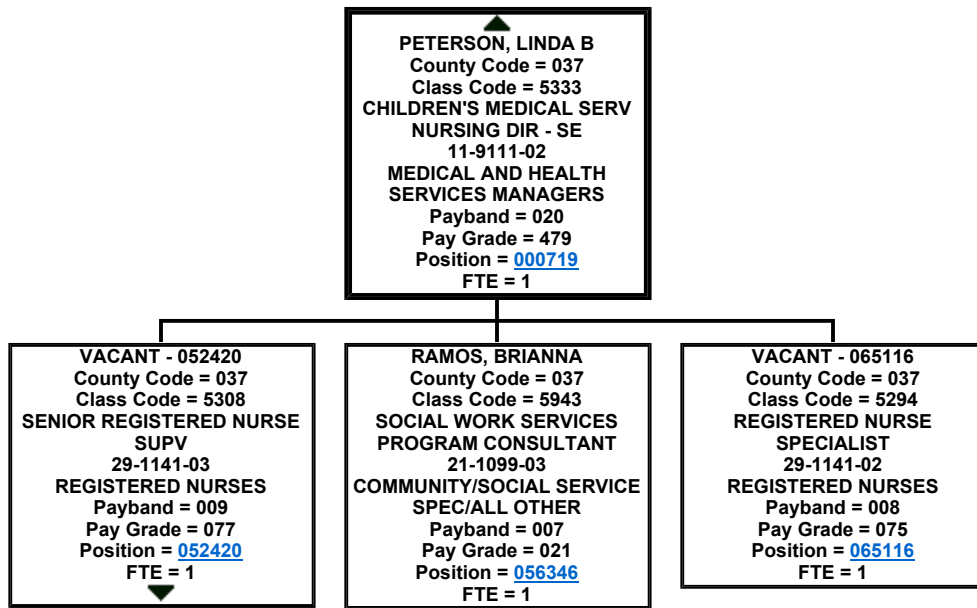 PETERSON, LINDA B
County Code = 037
Class Code = 5333
CHILDREN'S MEDICAL SERV
NURSING DIR - SE
11-9111-02
MEDICAL AND HEALTH
SERVICES MANAGERS
Payband = 020
Pay Grade = 479
Position = 000719
FTE = 1
VACANT - 052420
County Code = 037
Class Code = 5308
SENIOR REGISTERED NURSE
SUPV
29-1141-03
REGISTERED NURSES
Payband = 009
Pay Grade = 077
Position = 052420
FTE = 1
RAMOS, BRIANNA
County Code = 037
Class Code = 5943
SOCIAL WORK SERVICES
PROGRAM CONSULTANT
21-1099-03
COMMUNITY/SOCIAL SERVICE
SPEC/ALL OTHER
Payband = 007
Pay Grade = 021
Position = 056346
FTE = 1
VACANT - 065116
County Code = 037
Class Code = 5294
REGISTERED NURSE
SPECIALIST
29-1141-02
REGISTERED NURSES
Payband = 008
Pay Grade = 075
Position = 065116
FTE = 1